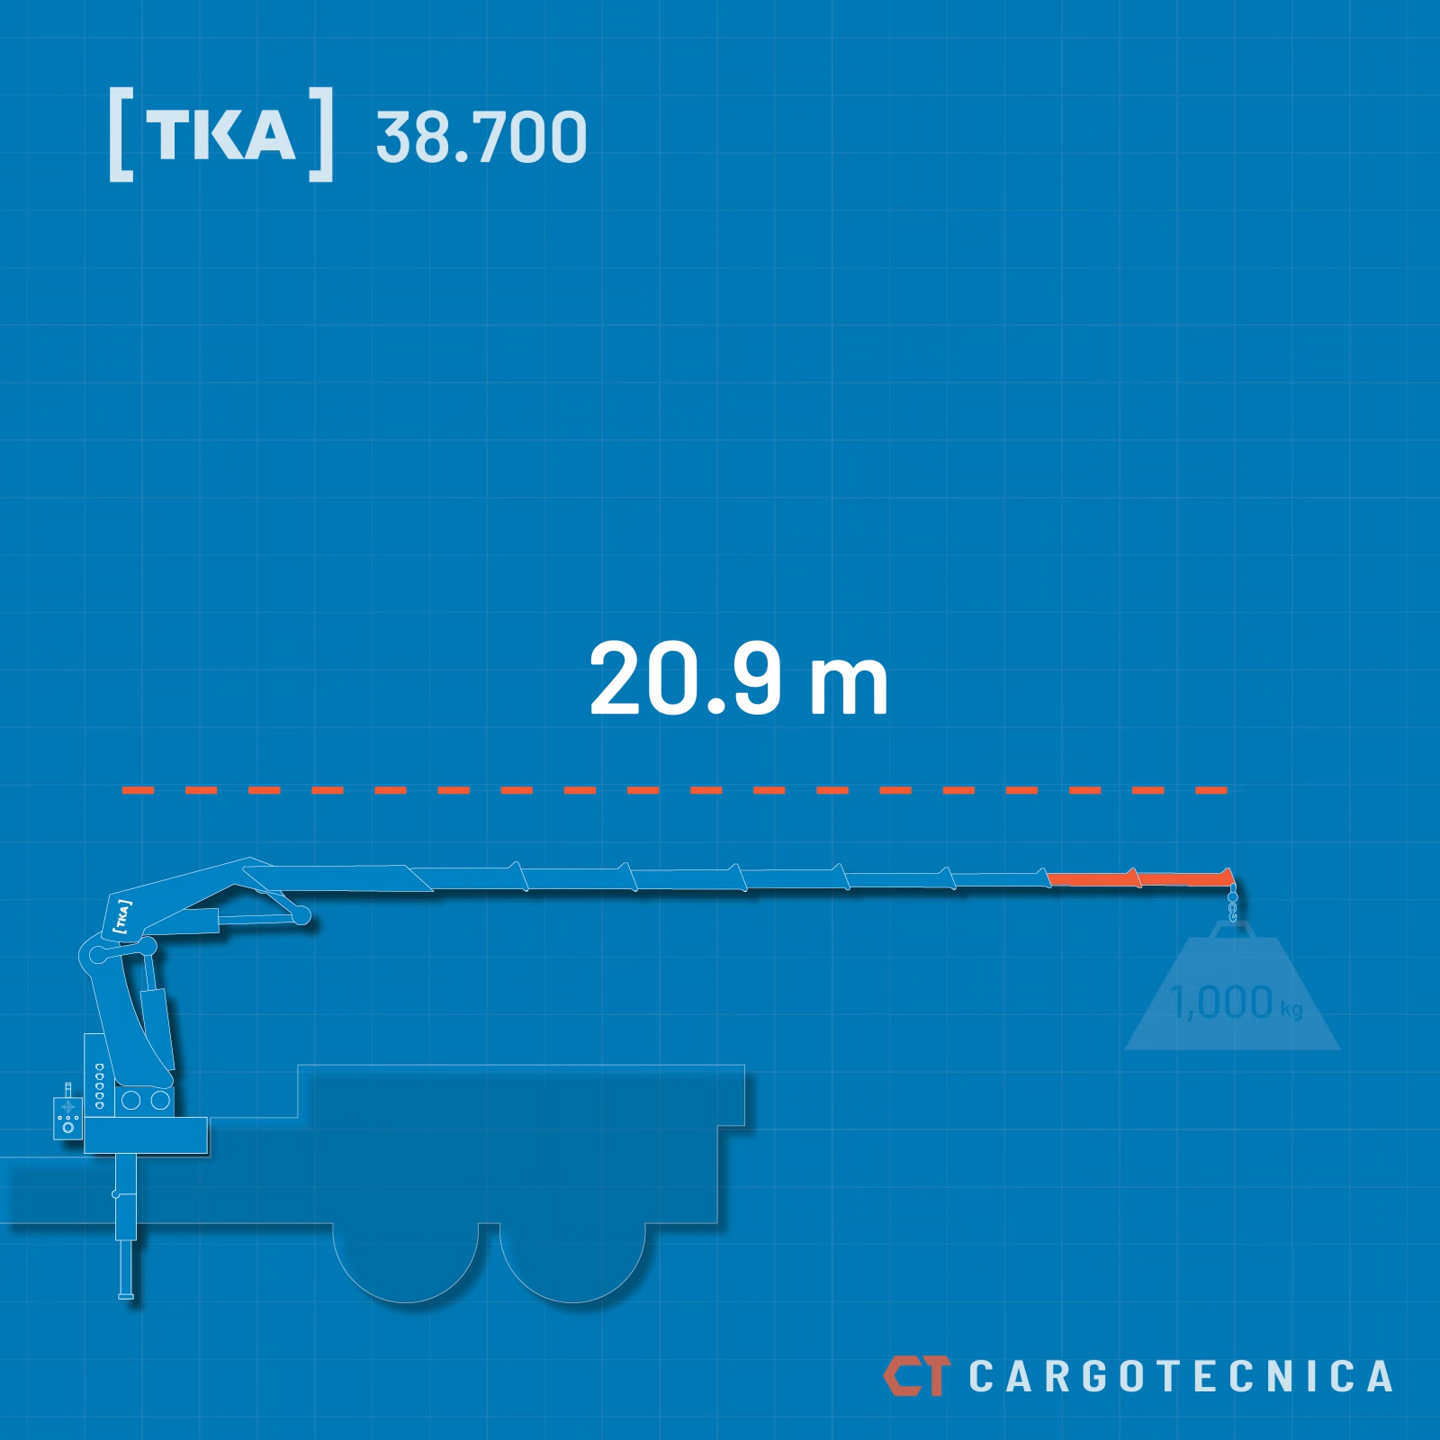 [TKA] 38.700
20.9 m
[TKA]
1,000 kg
CT CARGOTECNICA